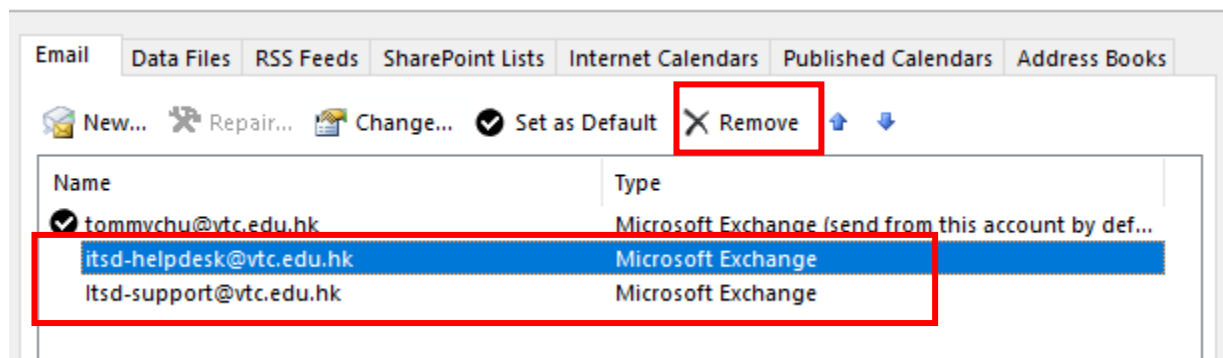 Email Data Files RSS Feeds SharePoint Lists Internet Calendars Published Calendars Address Books
New... Repair... Change... Set as Default Remove
Name Type
tommychu@vtc.edu.hk Microsoft Exchange (send from this account by def...
itsd-helpdesk@vtc.edu.hk Microsoft Exchange
Itsd-support@vtc.edu.hk Microsoft Exchange